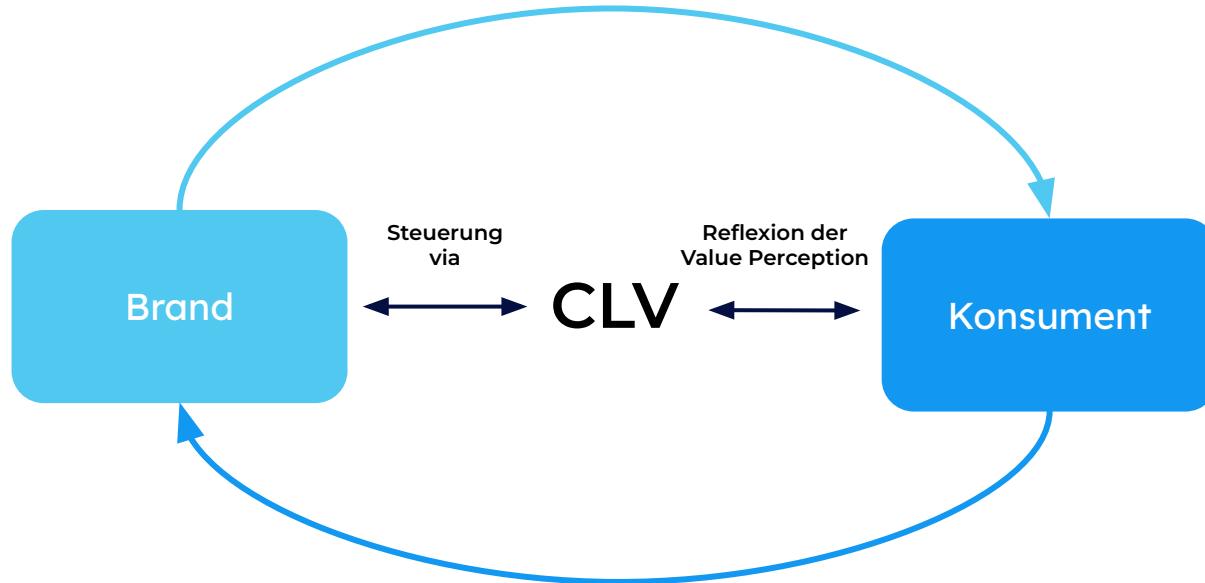 Brand
Steuerung
via
CLV
Reflexion der
Value Perception
Konsument